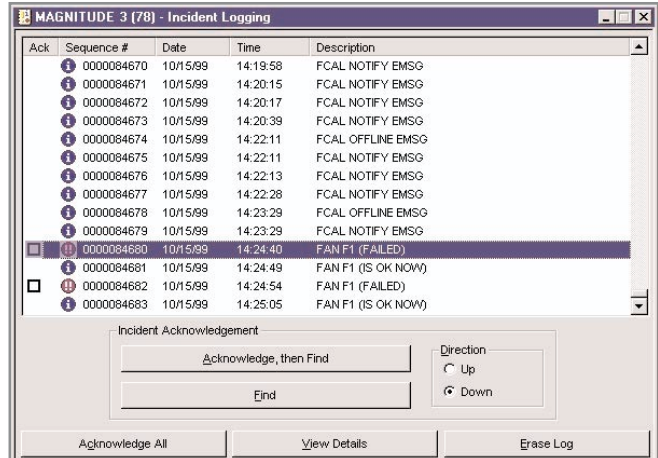 MAGNITUDE 3 (78) - Incident Logging
Ack Sequence # Date Time Description
0000084670 10/15/99 14:19:58 FCAL NOTIFY EMSG
0000084671 10/15/99 14:20:15 FCAL NOTIFY EMSG
0000084672 10/15/99 14:20:17 FCAL NOTIFY EMSG
0000084673 10/15/99 14:20:39 FCAL NOTIFY EMSG
0000084674 10/15/99 14:22:11 FCAL OFFLINE EMSG
0000084675 10/15/99 14:22:11 FCAL NOTIFY EMSG
0000084676 10/15/99 14:22:13 FCAL NOTIFY EMSG
0000084677 10/15/99 14:22:28 FCAL NOTIFY EMSG
0000084678 10/15/99 14:23:29 FCAL OFFLINE EMSG
0000084679 10/15/99 14:23:29 FCAL NOTIFY EMSG
0000084680 10/15/99 14:24:40 FAN F1 (FAILED)
0000084681 10/15/99 14:24:49 FAN F1 (IS OK NOW)
0000084682 10/15/99 14:24:54 FAN F1 (FAILED)
0000084683 10/15/99 14:25:05 FAN F1 (IS OK NOW)
Incident Acknowledgement
Acknowledge, then Find
Find
Direction
Up
Down
Acknowledge All View Details Erase Log